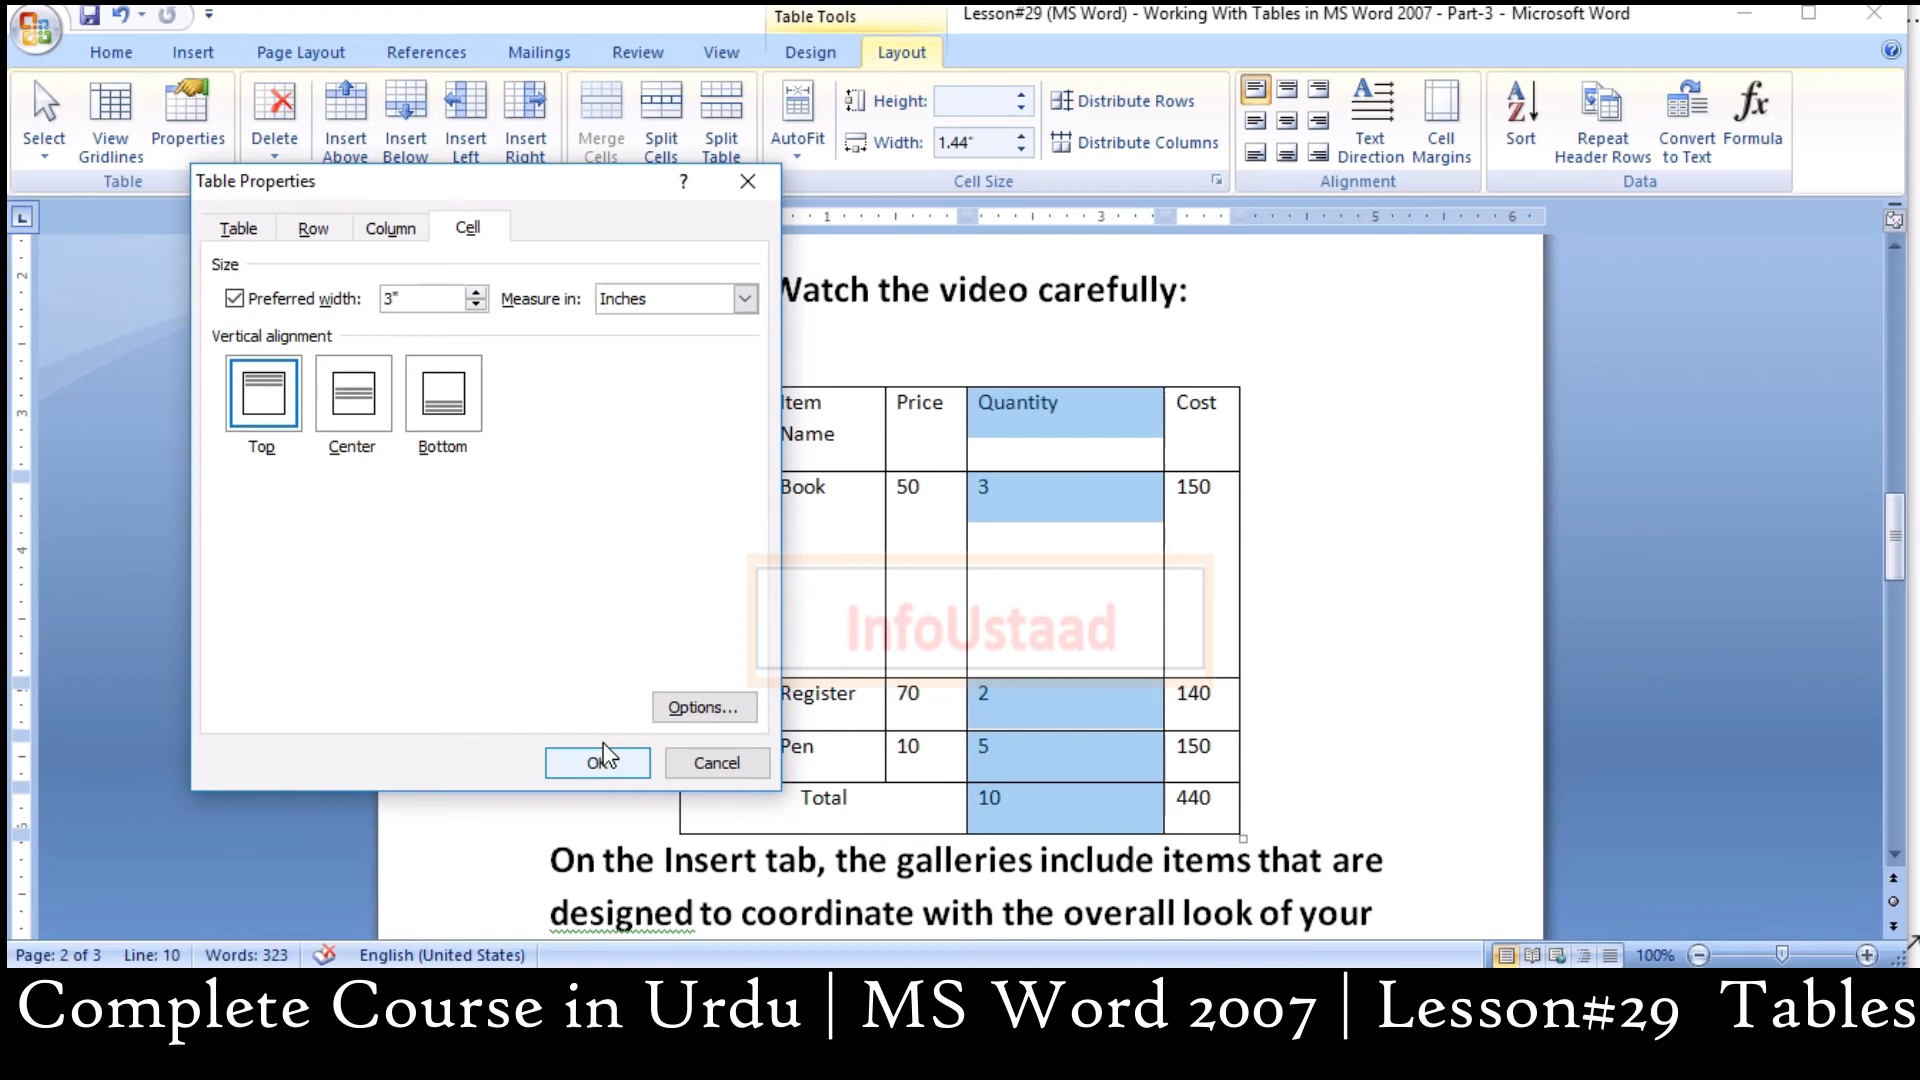 Table Tools
Lesson#29 (MS Word) - Working With Tables in MS Word 2007 - Part-3 - Microsoft Word
Home Insert Page Layout References Mailings Review View Design Layout
Select
View Gridlines
Properties
Table
Delete
Insert Above
Insert Below
Insert Left
Insert Right
Merge Cells
Split Cells
Split Table
AutoFit
Height:
Width: 1.44"
Distribute Rows
Distribute Columns
Cell Size
Text Direction
Cell Margins
Alignment
Sort
Repeat Header Rows
Convert to Text
Formula
Data
Table Properties ?
Table Row Column Cell
Size
Preferred width: 3" Measure in: Inches
Vertical alignment
Top Center Bottom
Options...
OK Cancel
1 3 5 6
2
3
4
Watch the video carefully:
Item Name Price Quantity Cost
Book 50 3 150
Register 70 2 140
Pen 10 5 150
Total 10 440
InfoUstaad
On the Insert tab, the galleries include items that are
designed to coordinate with the overall look of your
Page: 2 of 3 Line: 10 Words: 323 English (United States) 100%
Complete Course in Urdu | MS Word 2007 | Lesson#29 Tables